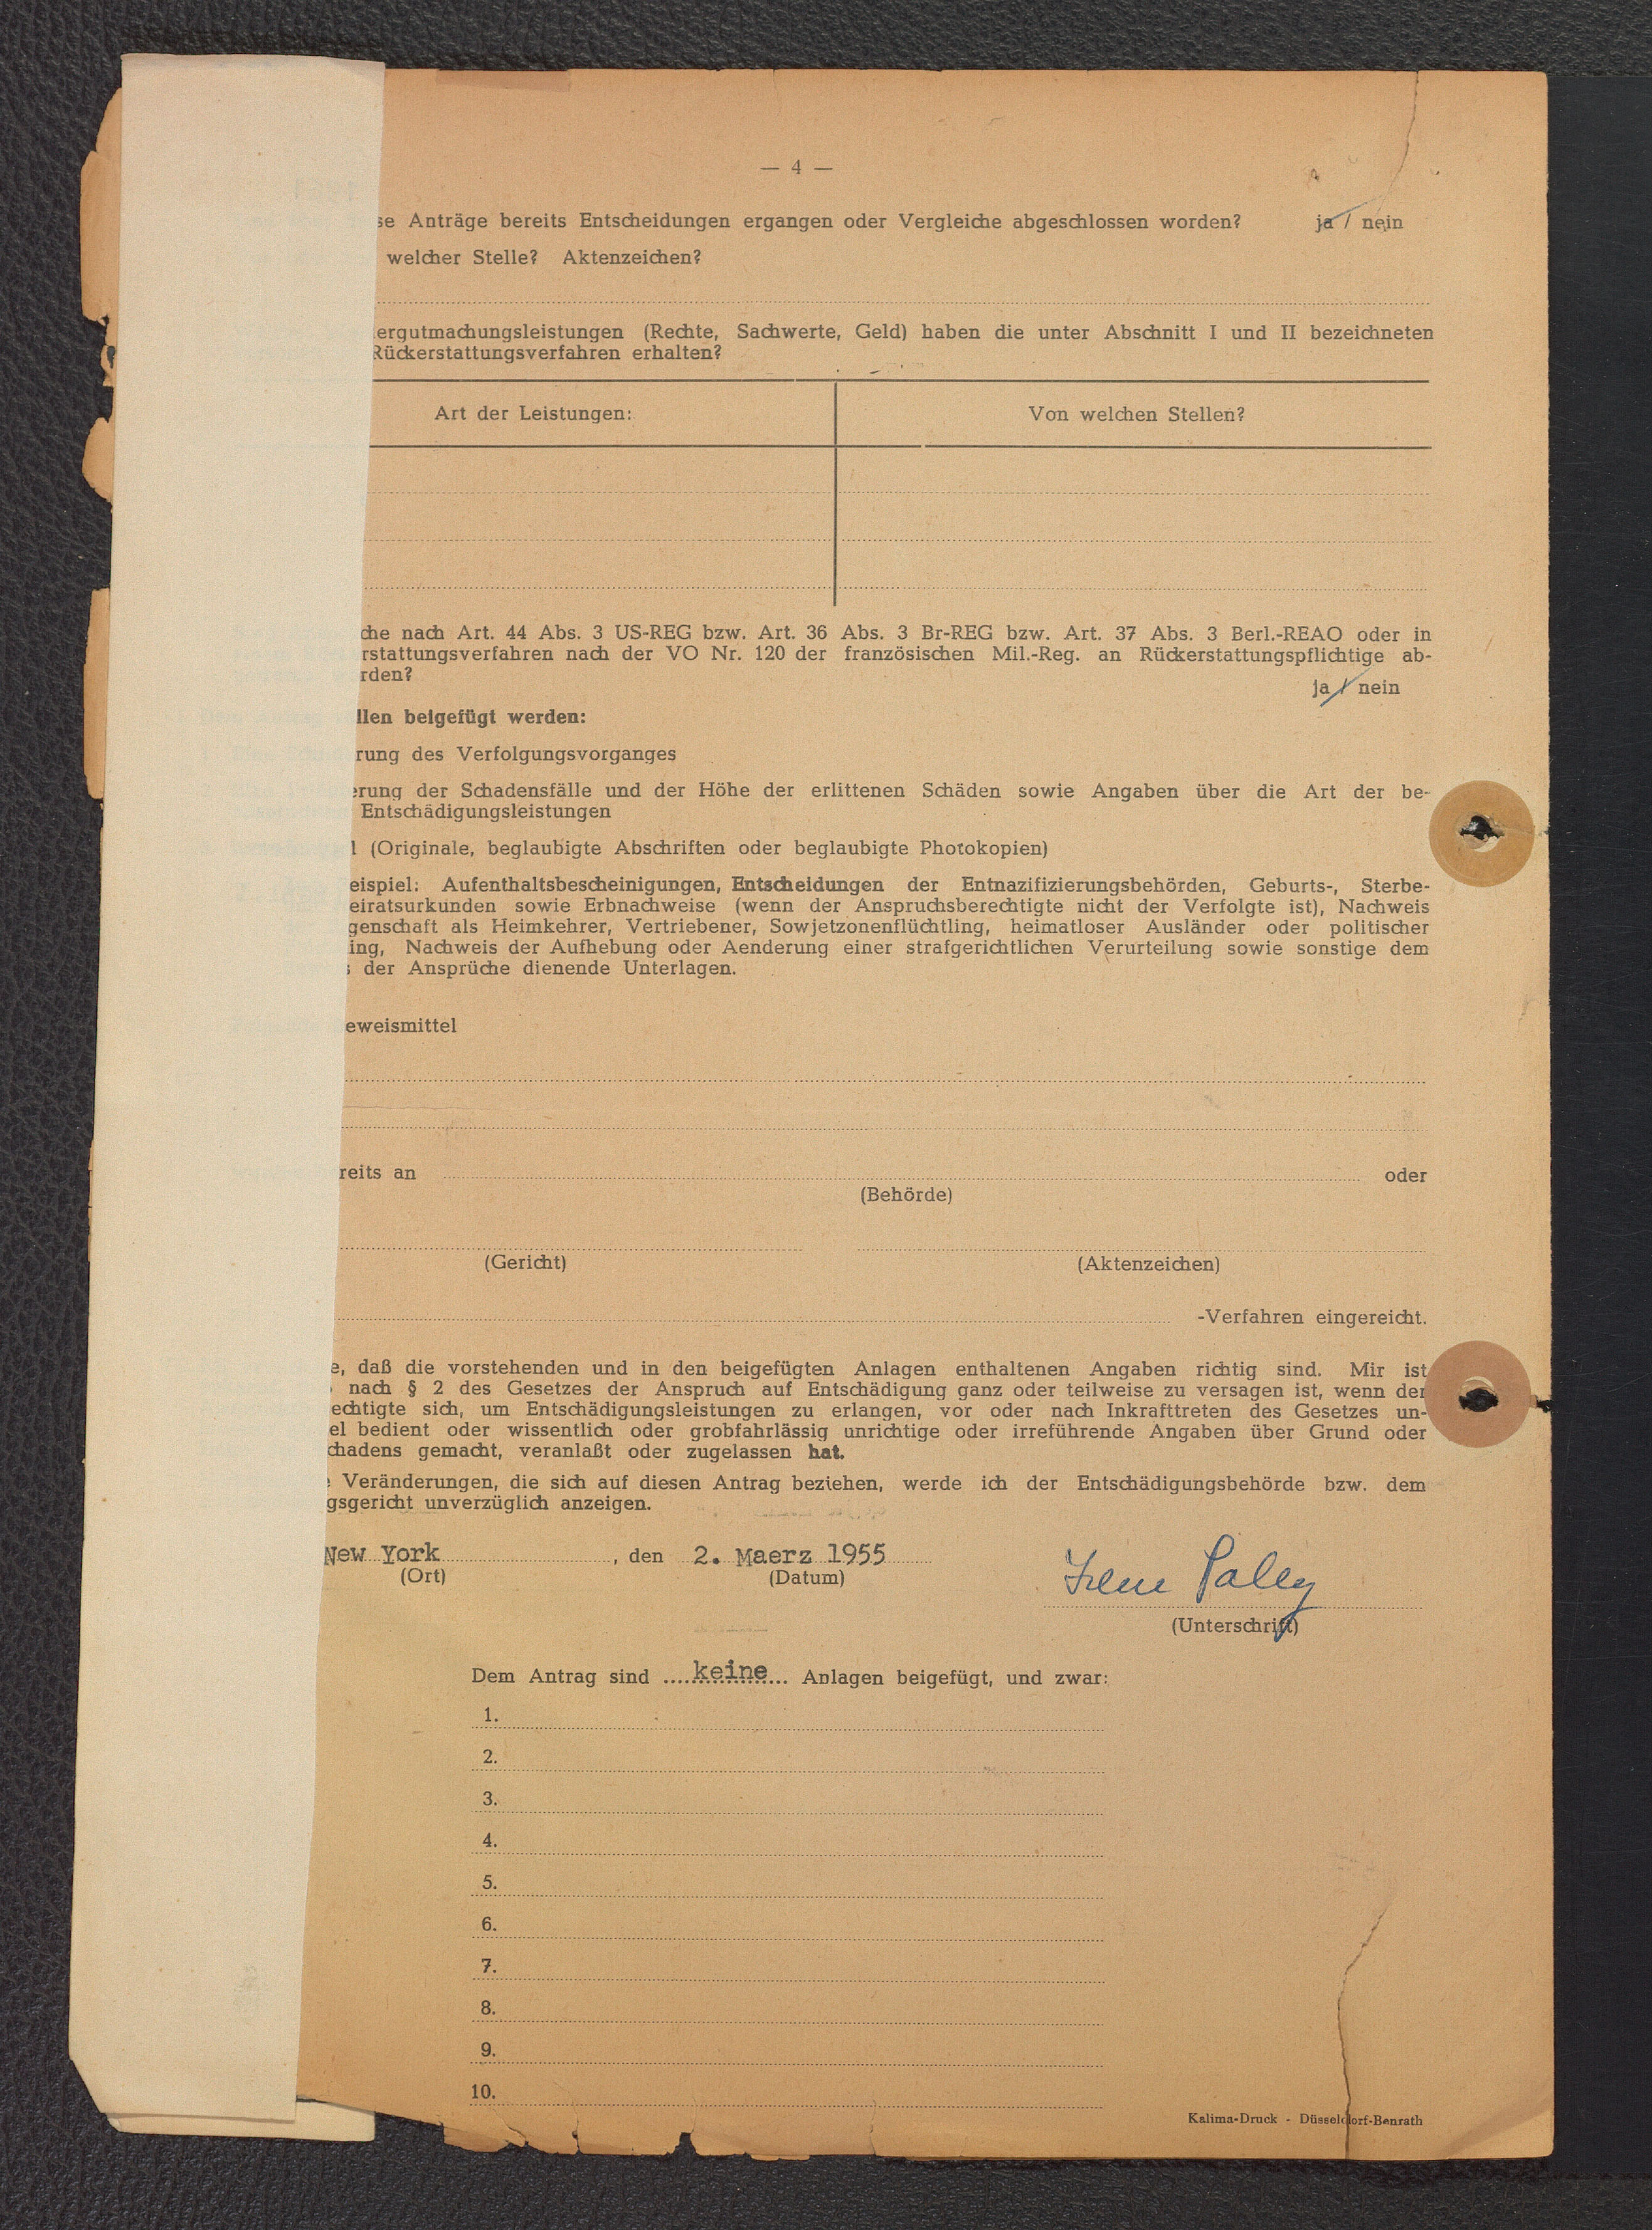 — 4 —
se Anträge bereits Entscheidungen ergangen oder Vergleiche abgeschlossen worden? ja / nein
welcher Stelle? Aktenzeichen?
ergutmachungsleistungen (Rechte, Sachwerte, Geld) haben die unter Abschnitt I und II bezeichneten
Rückerstattungsverfahren erhalten?
Art der Leistungen: Von welchen Stellen?
che nach Art. 44 Abs. 3 US-REG bzw. Art. 36 Abs. 3 Br-REG bzw. Art. 37 Abs. 3 Berl.-REAO oder in
rstattungsverfahren nach der VO Nr. 120 der französischen Mil.-Reg. an Rückerstattungspflichtige ab-
rden?
ja / nein
llen beigefügt werden:
rung des Verfolgungsvorganges
erung der Schadensfälle und der Höhe der erlittenen Schäden sowie Angaben über die Art der be-
Entschädigungsleistungen
l (Originale, beglaubigte Abschriften oder beglaubigte Photokopien)
eispiel: Aufenthaltsbescheinigungen, Entscheidungen der Entnazifizierungsbehörden, Geburts-, Sterbe-
eiratsurkunden sowie Erbnachweise (wenn der Anspruchsberechtigte nicht der Verfolgte ist), Nachweis
genschaft als Heimkehrer, Vertriebener, Sowjetzonenflüchtling, heimatloser Ausländer oder politischer
ing, Nachweis der Aufhebung oder Aenderung einer strafgerichtlichen Verurteilung sowie sonstige dem
s der Ansprüche dienende Unterlagen.
eweismittel
reits an oder
(Behörde)
(Gericht) (Aktenzeichen)
-Verfahren eingereicht.
e, daß die vorstehenden und in den beigefügten Anlagen enthaltenen Angaben richtig sind. Mir ist
nach § 2 des Gesetzes der Anspruch auf Entschädigung ganz oder teilweise zu versagen ist, wenn der
echtigte sich, um Entschädigungsleistungen zu erlangen, vor oder nach Inkrafttreten des Gesetzes un-
el bedient oder wissentlich oder grobfahrlässig unrichtige oder irreführende Angaben über Grund oder
chadens gemacht, veranlaßt oder zugelassen hat.
e Veränderungen, die sich auf diesen Antrag beziehen, werde ich der Entschädigungsbehörde bzw. dem
gsgericht unverzüglich anzeigen.
New York, den 2. Maerz 1955 Irene Paley
(Ort) (Datum)
(Unterschrift)
Dem Antrag sind keine Anlagen beigefügt, und zwar:
1.
2.
3.
4.
5.
6.
7.
8.
9.
10.
Kalima-Druck - Düsseldorf-Benrath